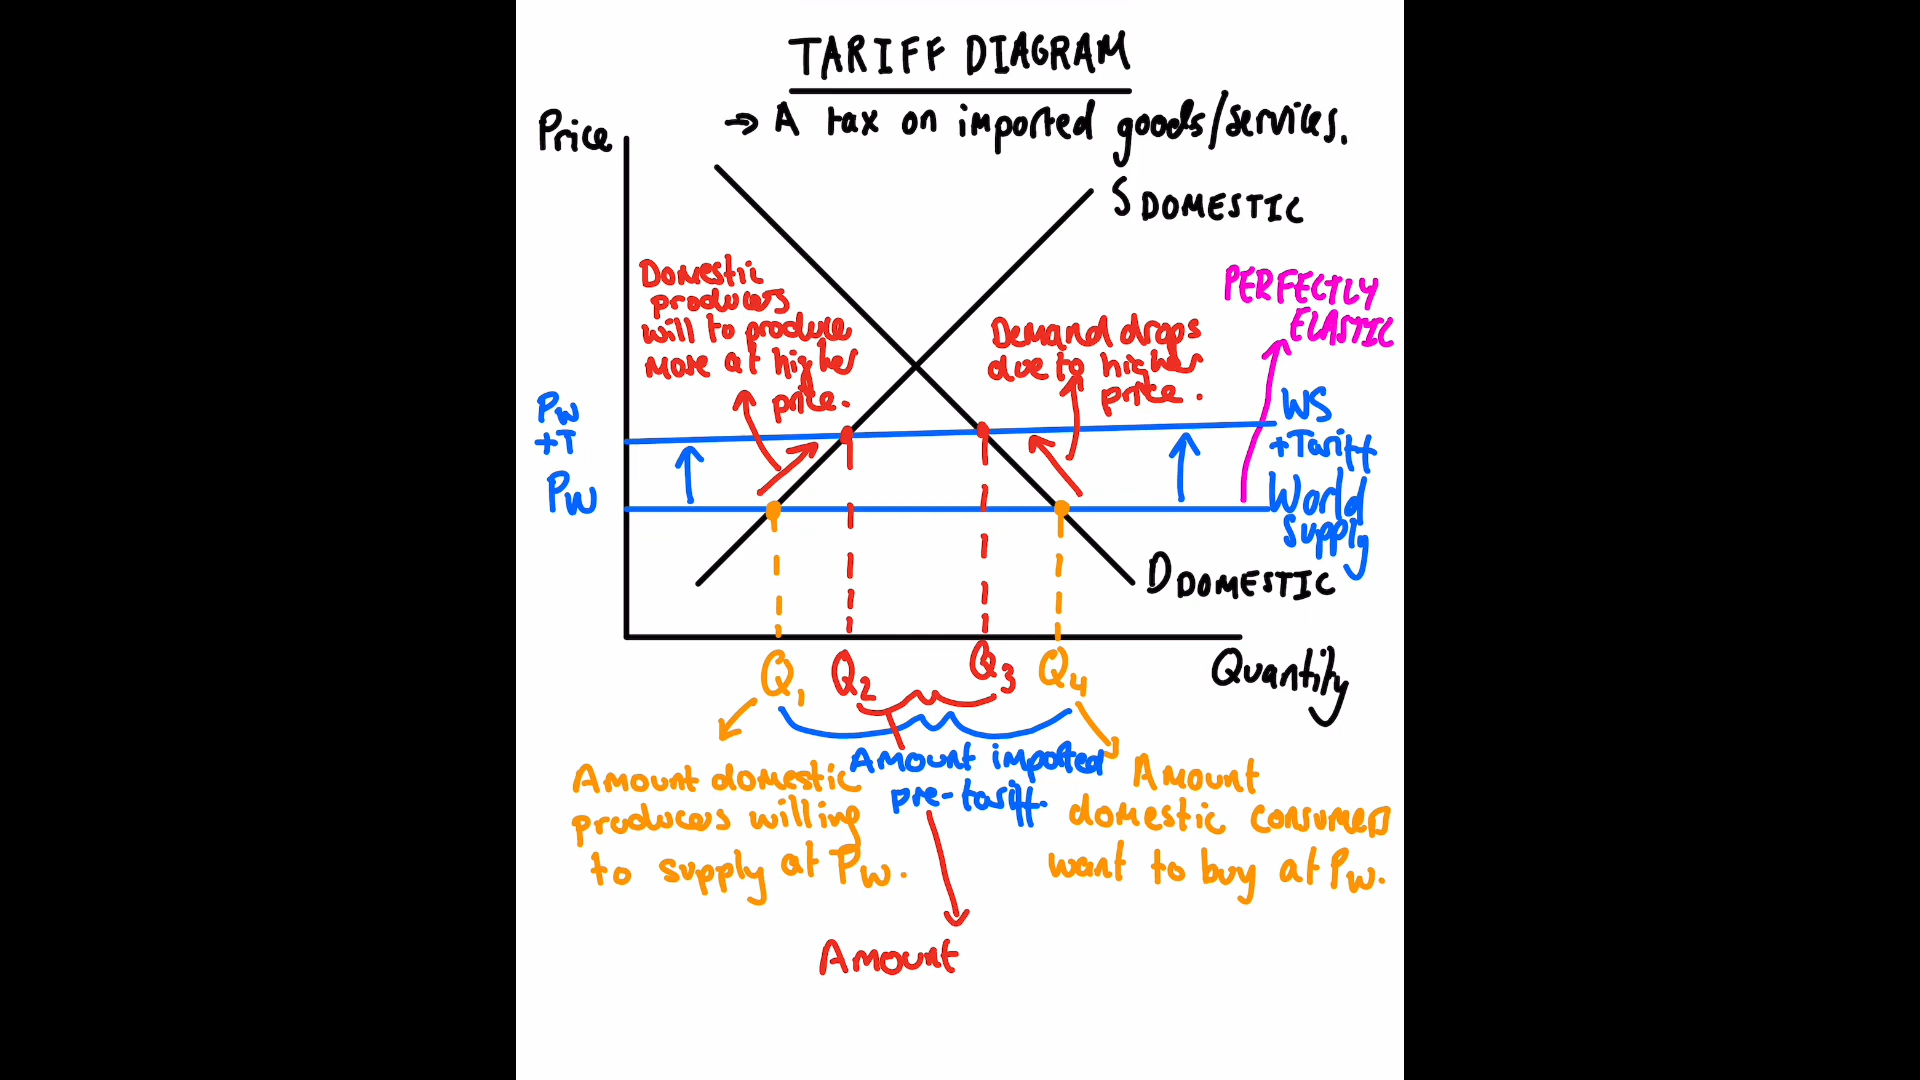 TARIFF DIAGRAM
→ A tax on imported goods/services.
Price
S DOMESTIC
Domestic
producers
will to produce
more at higher
price.
Demand drops
due to higher
price.
PERFECTLY
ELASTIC
Pw
+T
Pw
WS
+Tariff
World
Supply
D DOMESTIC
Q1
Q2
Q3
Q4
Quantity
Amount domestic
producers willing
to supply at Pw.
Amount imported
pre-tariff.
Amount
domestic consumers
want to buy at Pw.
Amount